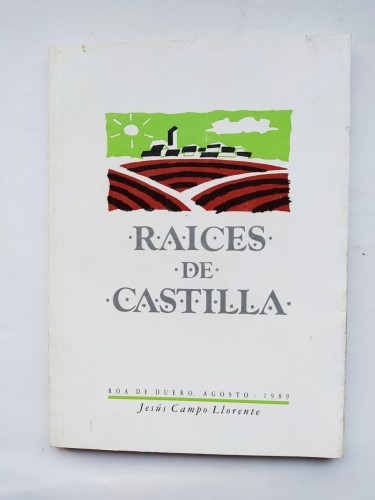 ·RAICES·
·DE·
·CASTILLA·
ROA DE DUERO, AGOSTO - 1989
Jesús Campo Llorente